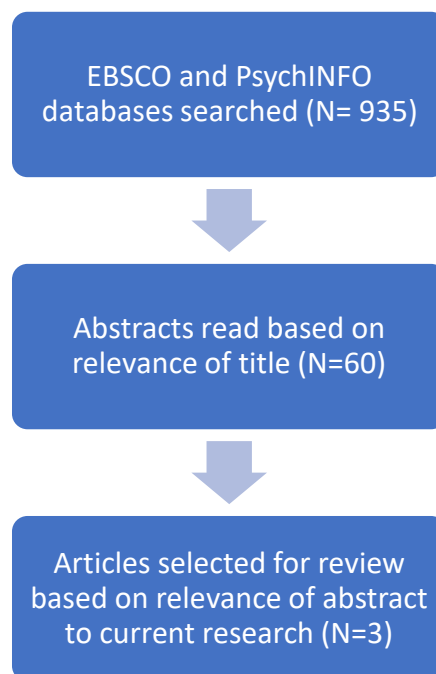 EBSCO and PsychINFO
databases searched (N= 935)
Abstracts read based on
relevance of title (N=60)
Articles selected for review
based on relevance of abstract
to current research (N=3)